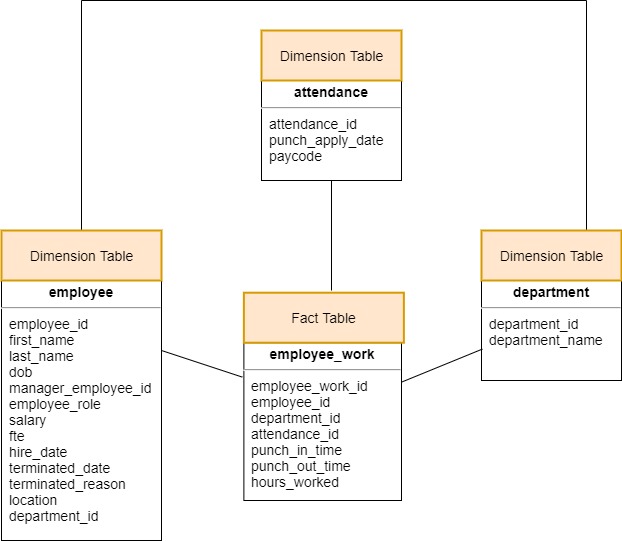 Dimension Table
attendance
attendance_id
punch_apply_date
paycode
Dimension Table
employee
employee_id
first_name
last_name
dob
manager_employee_id
employee_role
salary
fte
hire_date
terminated_date
terminated_reason
location
department_id
Fact Table
employee_work
employee_work_id
employee_id
department_id
attendance_id
punch_in_time
punch_out_time
hours_worked
Dimension Table
department
department_id
department_name